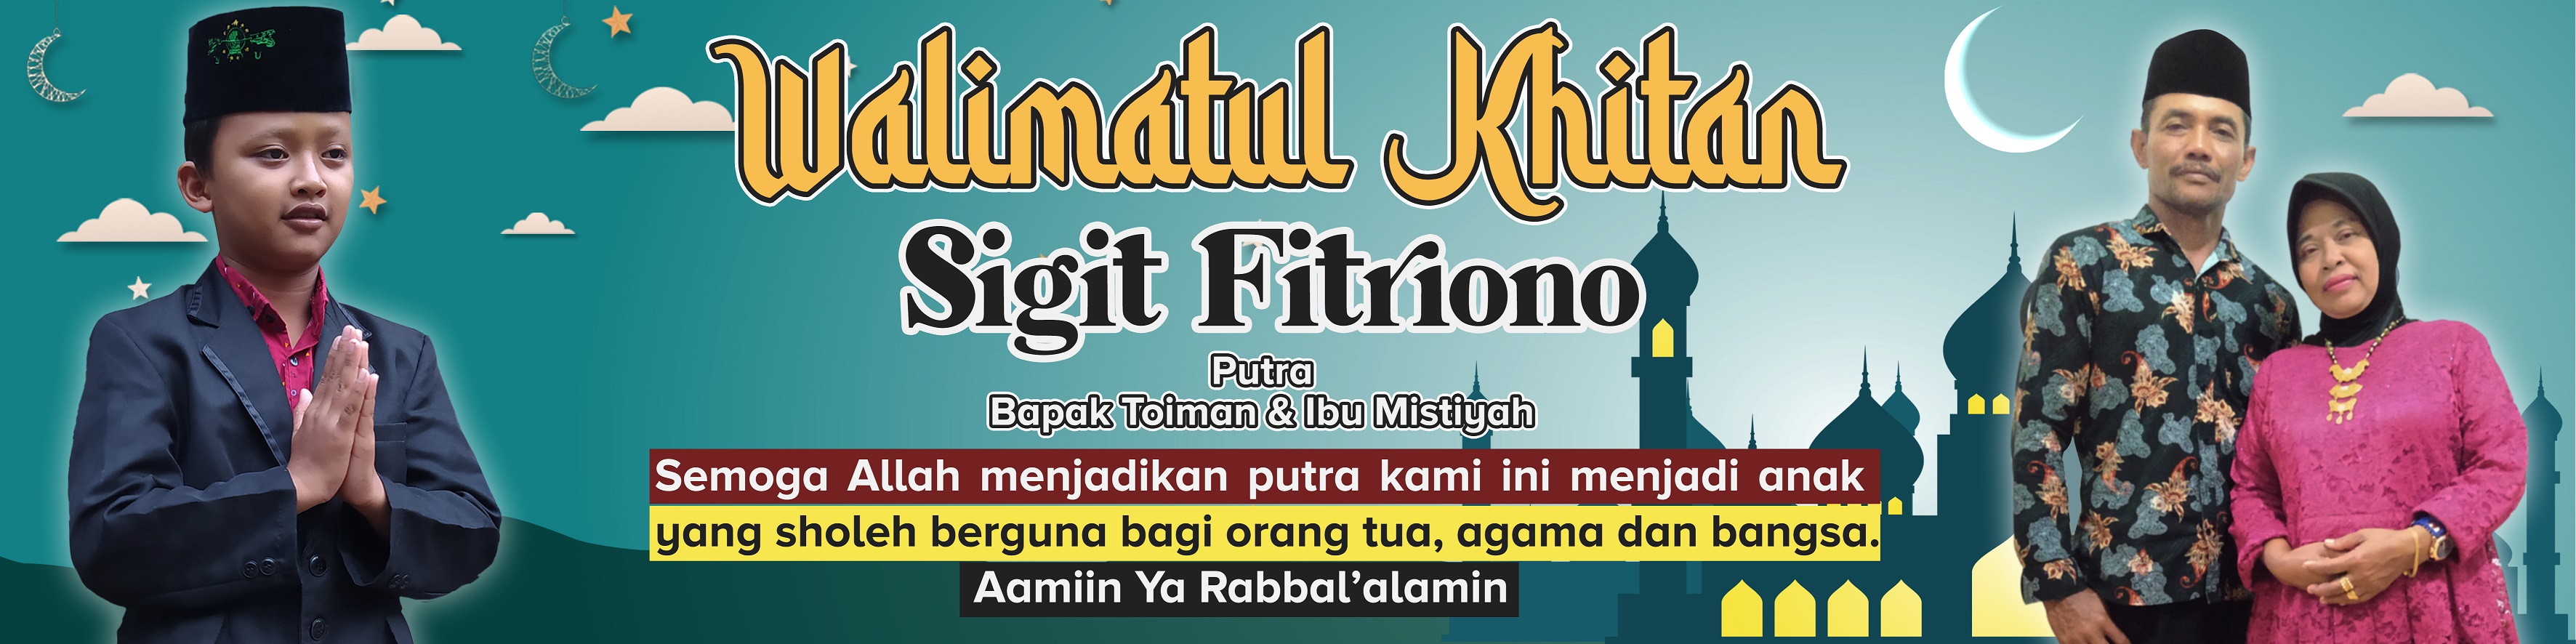 Walimatul Khitan
Sigit Fitriono
Putra
Bapak Toiman & Ibu Mistiyah
Semoga Allah menjadikan putra kami ini menjadi anak
yang sholeh berguna bagi orang tua, agama dan bangsa.
Aamiin Ya Rabbal’alamin